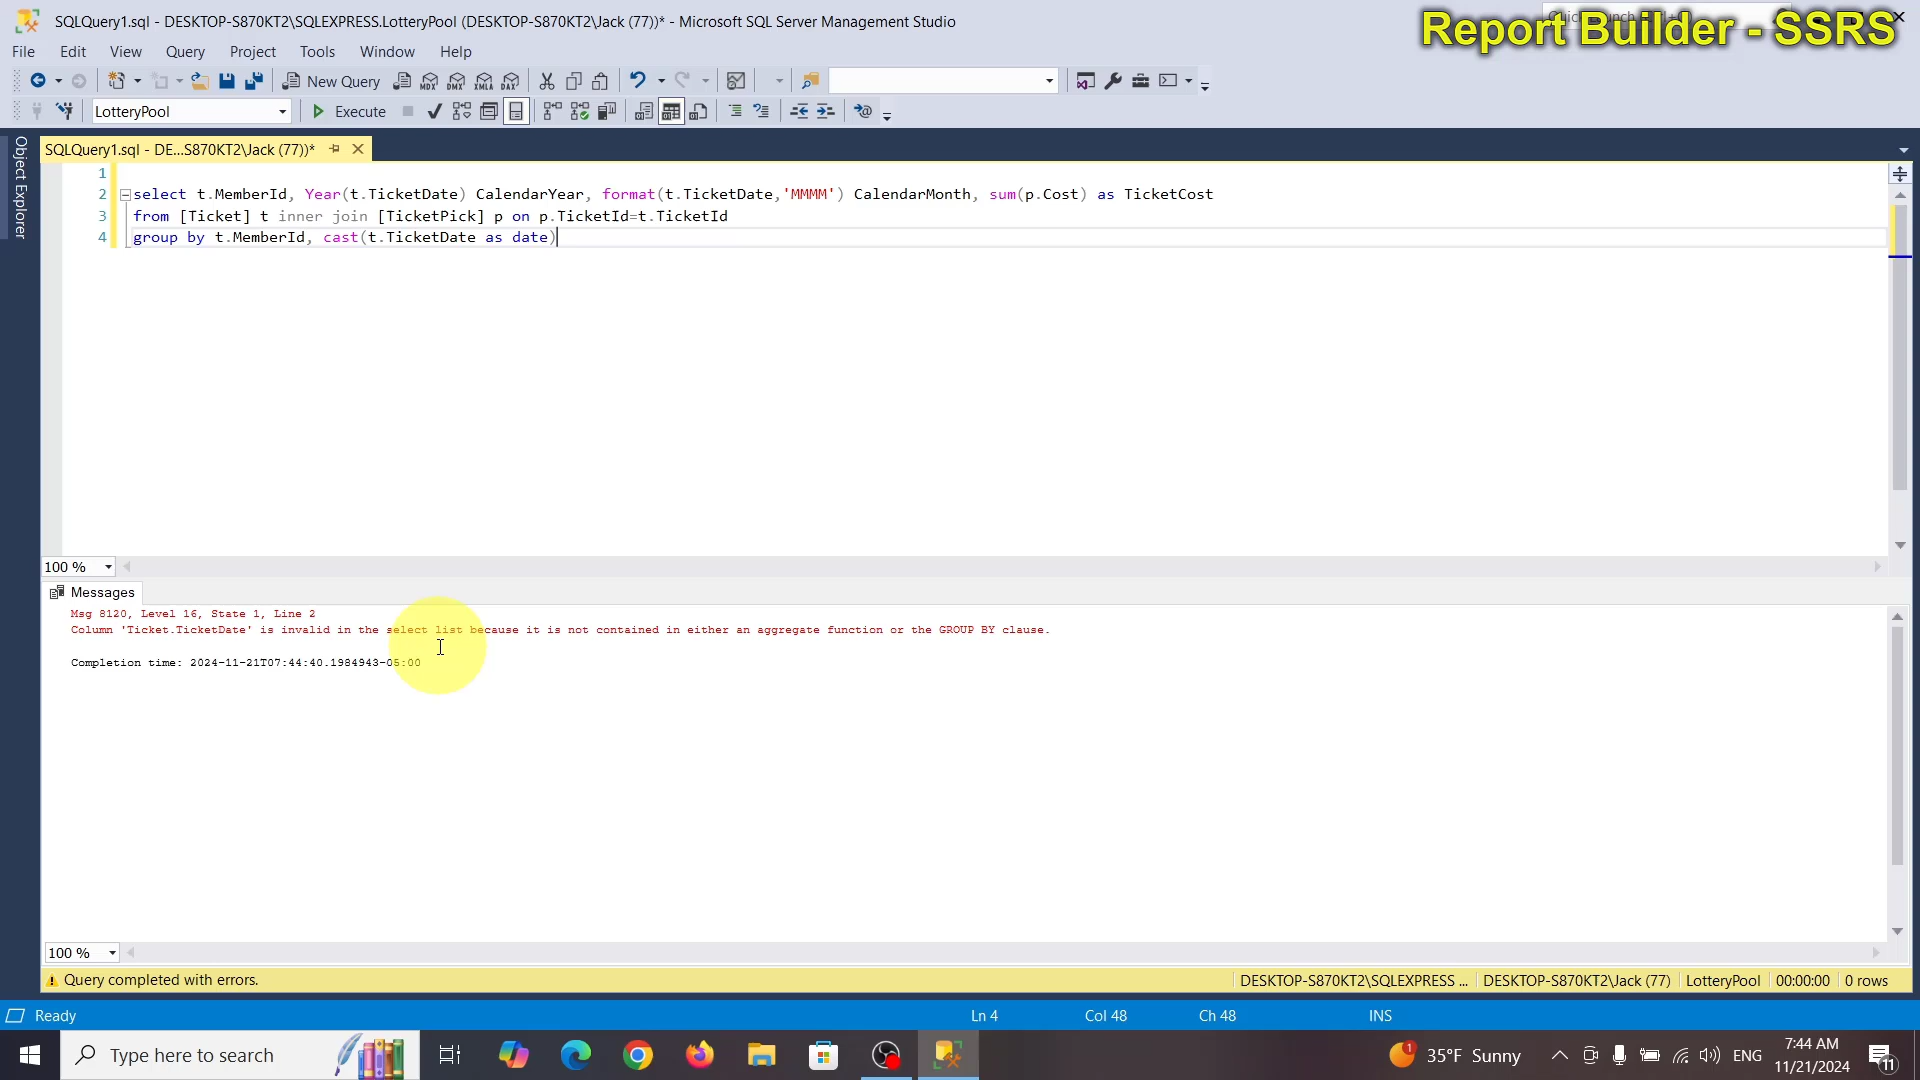 SQLQuery1.sql - DESKTOP-S870KT2\SQLEXPRESS.LotteryPool (DESKTOP-S870KT2\Jack (77))* - Microsoft SQL Server Management Studio
Report Builder - SSRS
File Edit View Query Project Tools Window Help
New Query
MDX DMX XMLA DAX
LotteryPool
Execute
Object Explorer
SQLQuery1.sql - DE...S870KT2\Jack (77))*
1
2 select t.MemberId, Year(t.TicketDate) CalendarYear, format(t.TicketDate,'MMMM') CalendarMonth, sum(p.Cost) as TicketCost
3 from [Ticket] t inner join [TicketPick] p on p.TicketId=t.TicketId
4 group by t.MemberId, cast(t.TicketDate as date)
100 %
Messages
Msg 8120, Level 16, State 1, Line 2
Column 'Ticket.TicketDate' is invalid in the select list because it is not contained in either an aggregate function or the GROUP BY clause.
Completion time: 2024-11-21T07:44:40.1984943-05:00
100 %
Query completed with errors.
DESKTOP-S870KT2\SQLEXPRESS ... DESKTOP-S870KT2\Jack (77) LotteryPool 00:00:00 0 rows
Ready
Ln 4 Col 48 Ch 48 INS
Type here to search
1
35°F Sunny
ENG
7:44 AM
11/21/2024
11